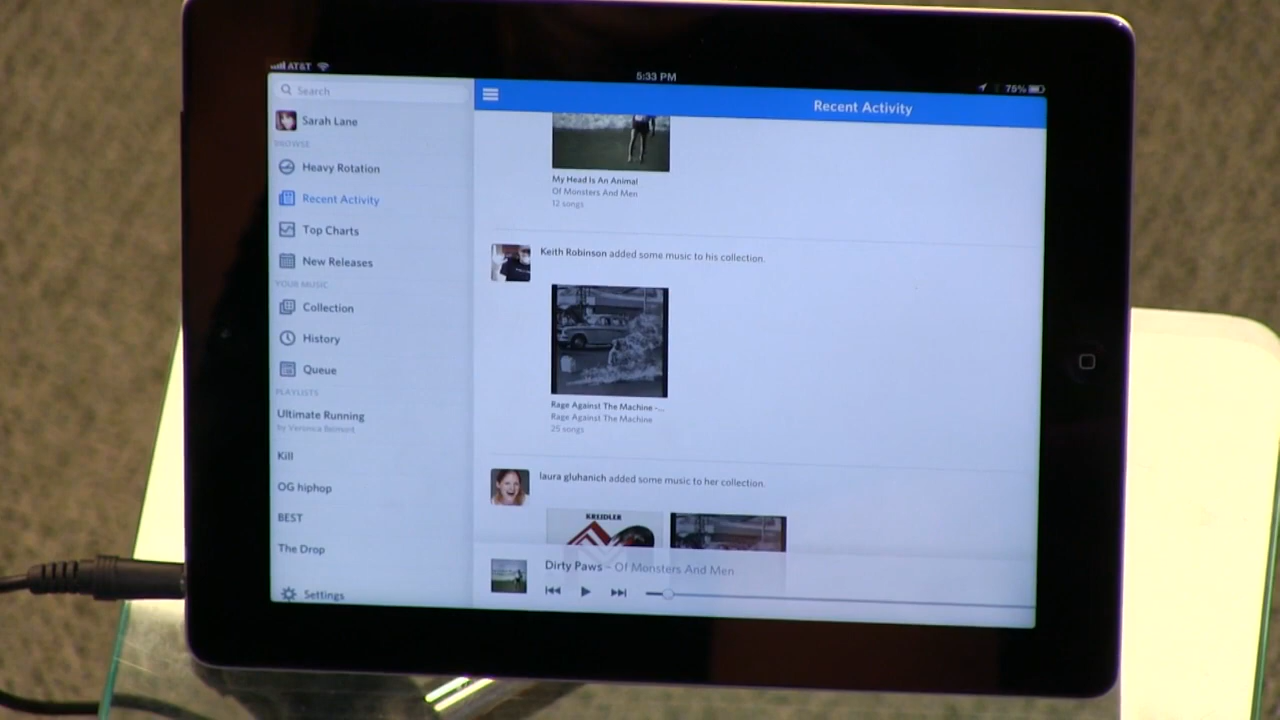 AT&T
5:33 PM
75%
Search
Sarah Lane
BROWSE
Heavy Rotation
Recent Activity
Top Charts
New Releases
YOUR MUSIC
Collection
History
Queue
PLAYLISTS
Ultimate Running
by Veronica Belmont
Kill
OG hiphop
BEST
The Drop
Settings
Recent Activity
My Head Is An Animal
Of Monsters And Men
12 songs
Keith Robinson added some music to his collection.
Rage Against The Machine -...
Rage Against The Machine
25 songs
laura gluhanich added some music to her collection.
KREIDLER
Dirty Paws – Of Monsters And Men